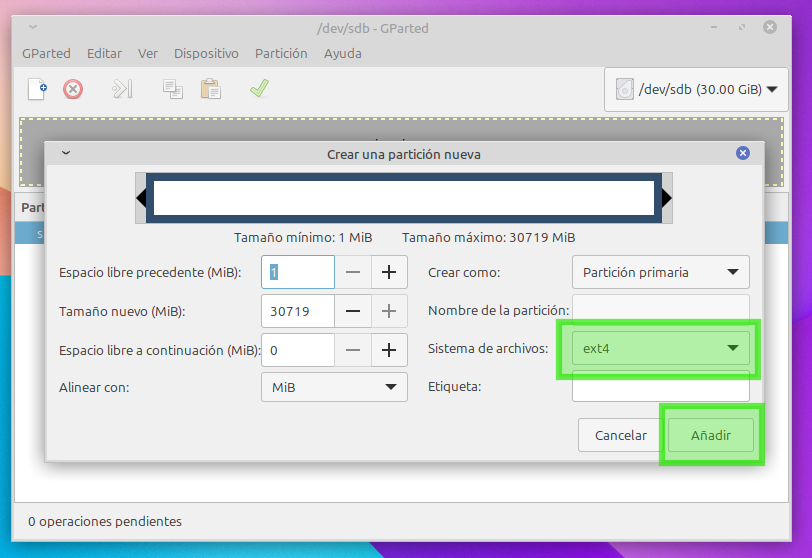 /dev/sdb - GParted
GParted Editar Ver Dispositivo Partición Ayuda
/dev/sdb (30.00 GiB)
Crear una partición nueva
Part
s
Tamaño mínimo: 1 MiB Tamaño máximo: 30719 MiB
Espacio libre precedente (MiB): 1 Crear como: Partición primaria
Tamaño nuevo (MiB): 30719 Nombre de la partición:
Espacio libre a continuación (MiB): 0 Sistema de archivos: ext4
Alinear con: MiB Etiqueta:
Cancelar Añadir
0 operaciones pendientes